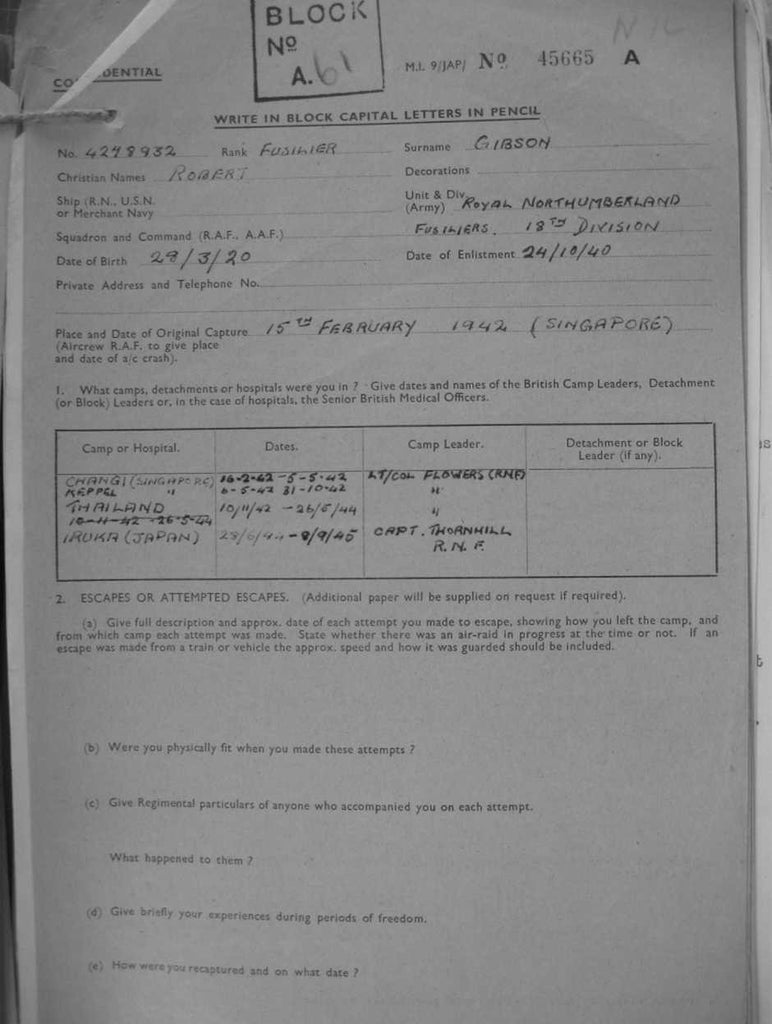 BLOCK
Nº
A. 61
CONFIDENTIAL
M.I. 9/JAP/ Nº 45665 A
WRITE IN BLOCK CAPITAL LETTERS IN PENCIL
No. 4278932 Rank FUSILIER Surname GIBSON
Christian Names ROBERT Decorations
Ship (R.N., U.S.N. or Merchant Navy
Unit & Div. (Army) ROYAL NORTHUMBERLAND
FUSILIERS. 18TH DIVISION
Squadron and Command (R.A.F., A.A.F.)
Date of Birth 28/3/20 Date of Enlistment 24/10/40
Private Address and Telephone No.
Place and Date of Original Capture 15TH FEBRUARY 1942 (SINGAPORE)
(Aircrew R.A.F. to give place
and date of a/c crash).
1. What camps, detachments or hospitals were you in ? Give dates and names of the British Camp Leaders, Detachment
(or Block) Leaders or, in the case of hospitals, the Senior British Medical Officers.
Camp or Hospital. Dates. Camp Leader. Detachment or Block
Leader (if any).
CHANGI (SINGAPORE) 16-2-42 - 5-5-42 LT/COL FLOWERS (RNF)
KEPPEL " 6-5-42 31-10-42 "
THAILAND 10/11/42 - 26/5/44 "
10-11-42 - 26-5-44
IRUKA (JAPAN) - 8/9/45 CAPT. THORNHILL
R.N.F.
2. ESCAPES OR ATTEMPTED ESCAPES. (Additional paper will be supplied on request if required).
(a) Give full description and approx. date of each attempt you made to escape, showing how you left the camp, and
from which camp each attempt was made. State whether there was an air-raid in progress at the time or not. If an
escape was made from a train or vehicle the approx. speed and how it was guarded should be included.
(b) Were you physically fit when you made these attempts ?
(c) Give Regimental particulars of anyone who accompanied you on each attempt.
What happened to them ?
(d) Give briefly your experiences during periods of freedom.
(e) How were you recaptured and on what date ?